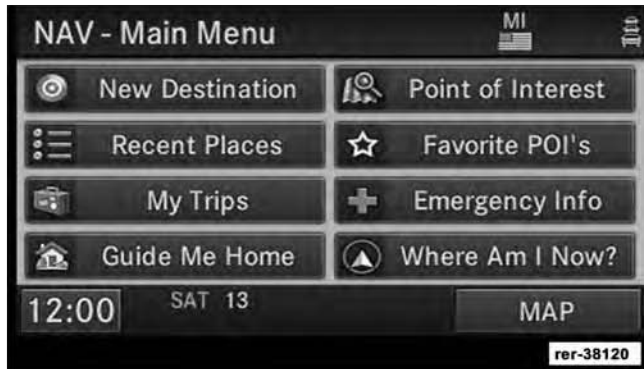 NAV - Main Menu
MI
New Destination
Point of Interest
Recent Places
Favorite POI's
My Trips
Emergency Info
Guide Me Home
Where Am I Now?
12:00
SAT 13
MAP
rer-38120